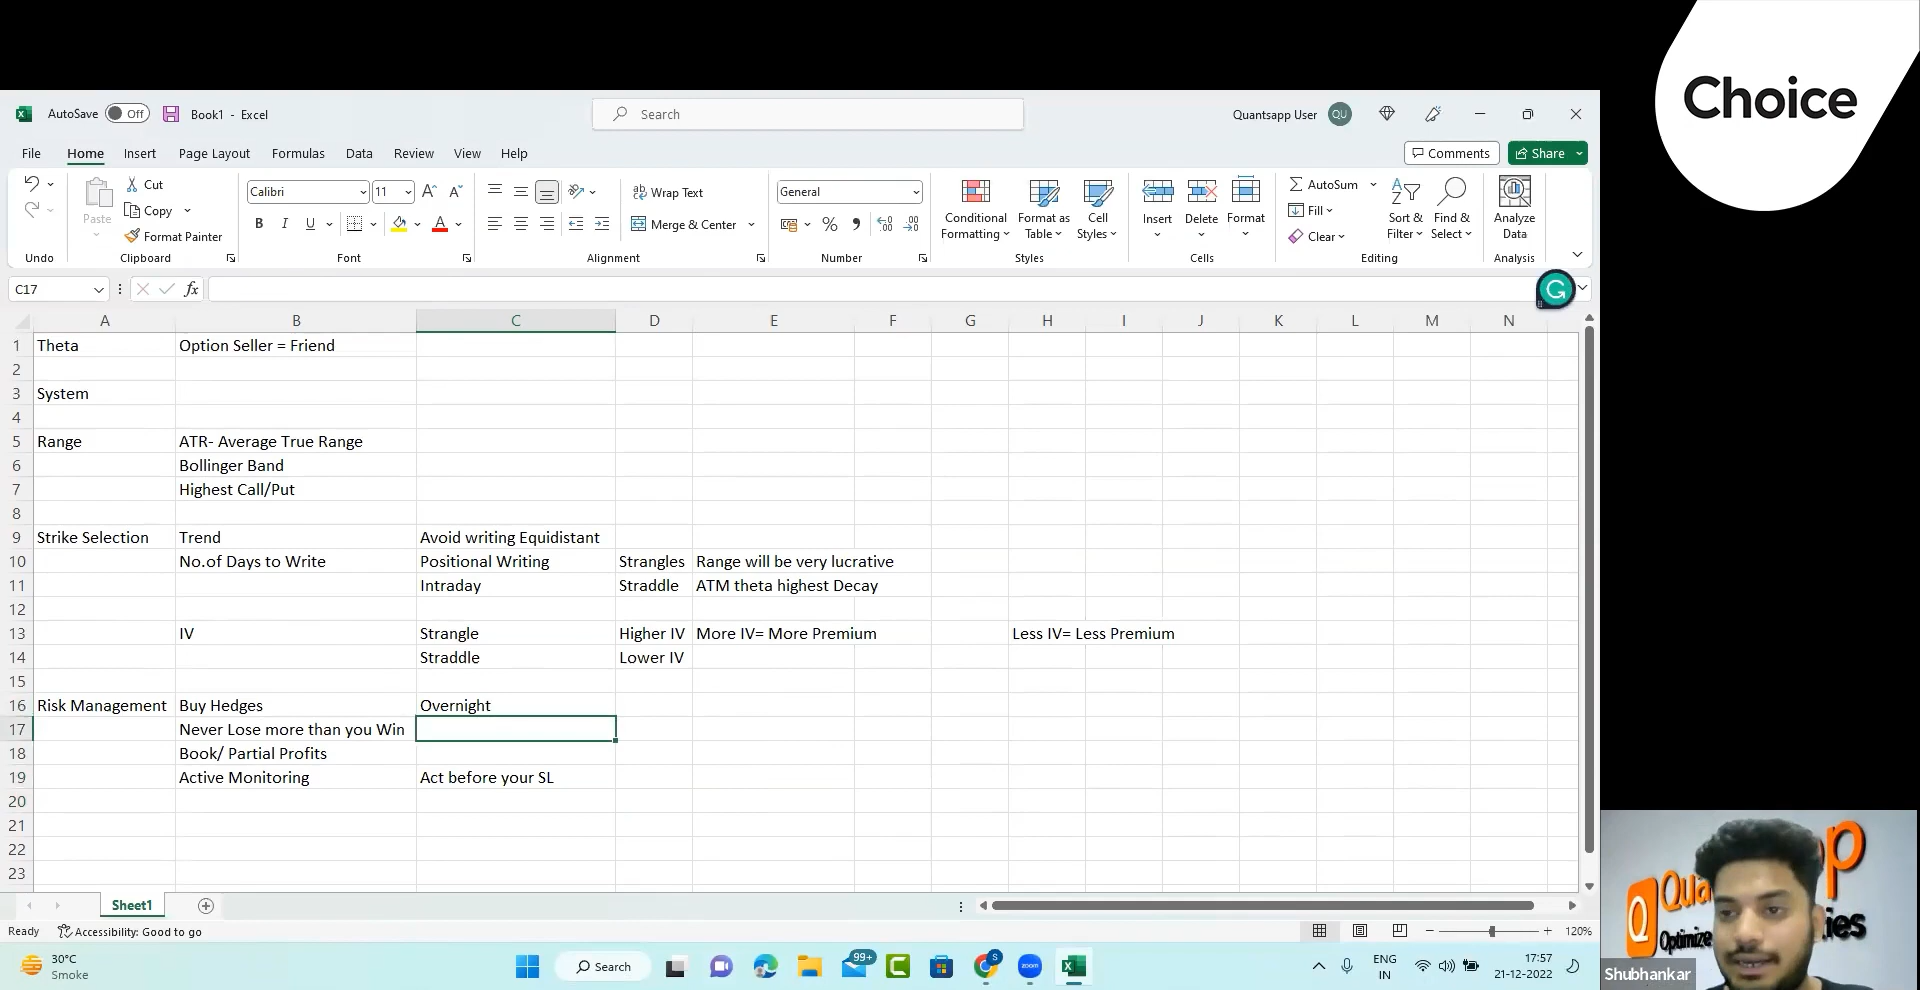 Choice
AutoSave Off Book1 - Excel Search Quantsapp User QU
File Home Insert Page Layout Formulas Data Review View Help Comments Share
Paste Cut Copy Format Painter
Calibri 11 General
Wrap Text Merge & Center
Conditional Formatting Format as Table Cell Styles Insert Delete Format
AutoSum Fill Clear Sort & Filter Find & Select Analyze Data
Undo Clipboard Font Alignment Number Styles Cells Editing Analysis
C17 fx
A B C D E F G H I J K L M N
1 Theta Option Seller = Friend
2
3 System
4
5 Range ATR- Average True Range
6 Bollinger Band
7 Highest Call/Put
8
9 Strike Selection Trend Avoid writing Equidistant
10 No.of Days to Write Positional Writing Strangles Range will be very lucrative
11 Intraday Straddle ATM theta highest Decay
12
13 IV Strangle Higher IV More IV= More Premium Less IV= Less Premium
14 Straddle Lower IV
15
16 Risk Management Buy Hedges Overnight
17 Never Lose more than you Win
18 Book/ Partial Profits
19 Active Monitoring Act before your SL
20
21
22
23
Sheet1
Ready Accessibility: Good to go 120%
30°C
Smoke
Search 99+ zoom
ENG
IN
17:57
21-12-2022
Optimize
Shubhankar